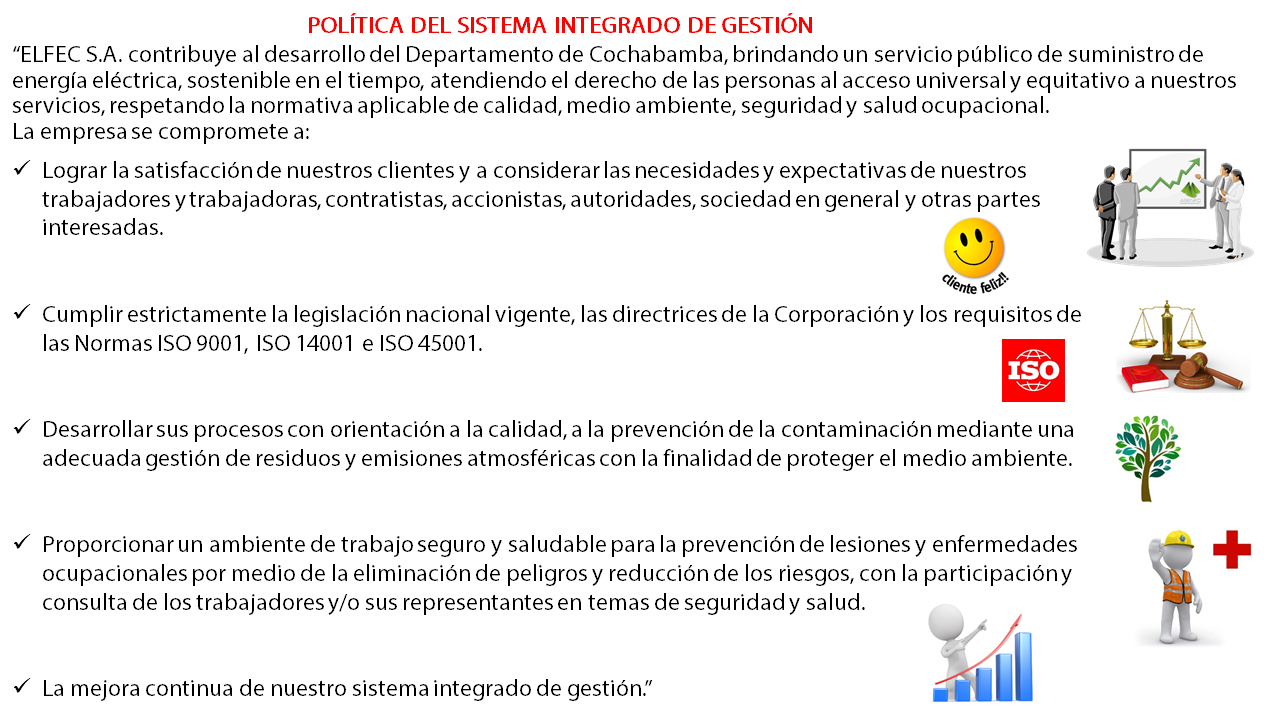 POLÍTICA DEL SISTEMA INTEGRADO DE GESTIÓN
“ELFEC S.A. contribuye al desarrollo del Departamento de Cochabamba, brindando un servicio público de suministro de
energía eléctrica, sostenible en el tiempo, atendiendo el derecho de las personas al acceso universal y equitativo a nuestros
servicios, respetando la normativa aplicable de calidad, medio ambiente, seguridad y salud ocupacional.
La empresa se compromete a:
✓ Lograr la satisfacción de nuestros clientes y a considerar las necesidades y expectativas de nuestros
trabajadores y trabajadoras, contratistas, accionistas, autoridades, sociedad en general y otras partes
interesadas.
cliente feliz!!
✓ Cumplir estrictamente la legislación nacional vigente, las directrices de la Corporación y los requisitos de
las Normas ISO 9001, ISO 14001 e ISO 45001.
ISO
✓ Desarrollar sus procesos con orientación a la calidad, a la prevención de la contaminación mediante una
adecuada gestión de residuos y emisiones atmosféricas con la finalidad de proteger el medio ambiente.
✓ Proporcionar un ambiente de trabajo seguro y saludable para la prevención de lesiones y enfermedades
ocupacionales por medio de la eliminación de peligros y reducción de los riesgos, con la participación y
consulta de los trabajadores y/o sus representantes en temas de seguridad y salud.
✓ La mejora continua de nuestro sistema integrado de gestión.”